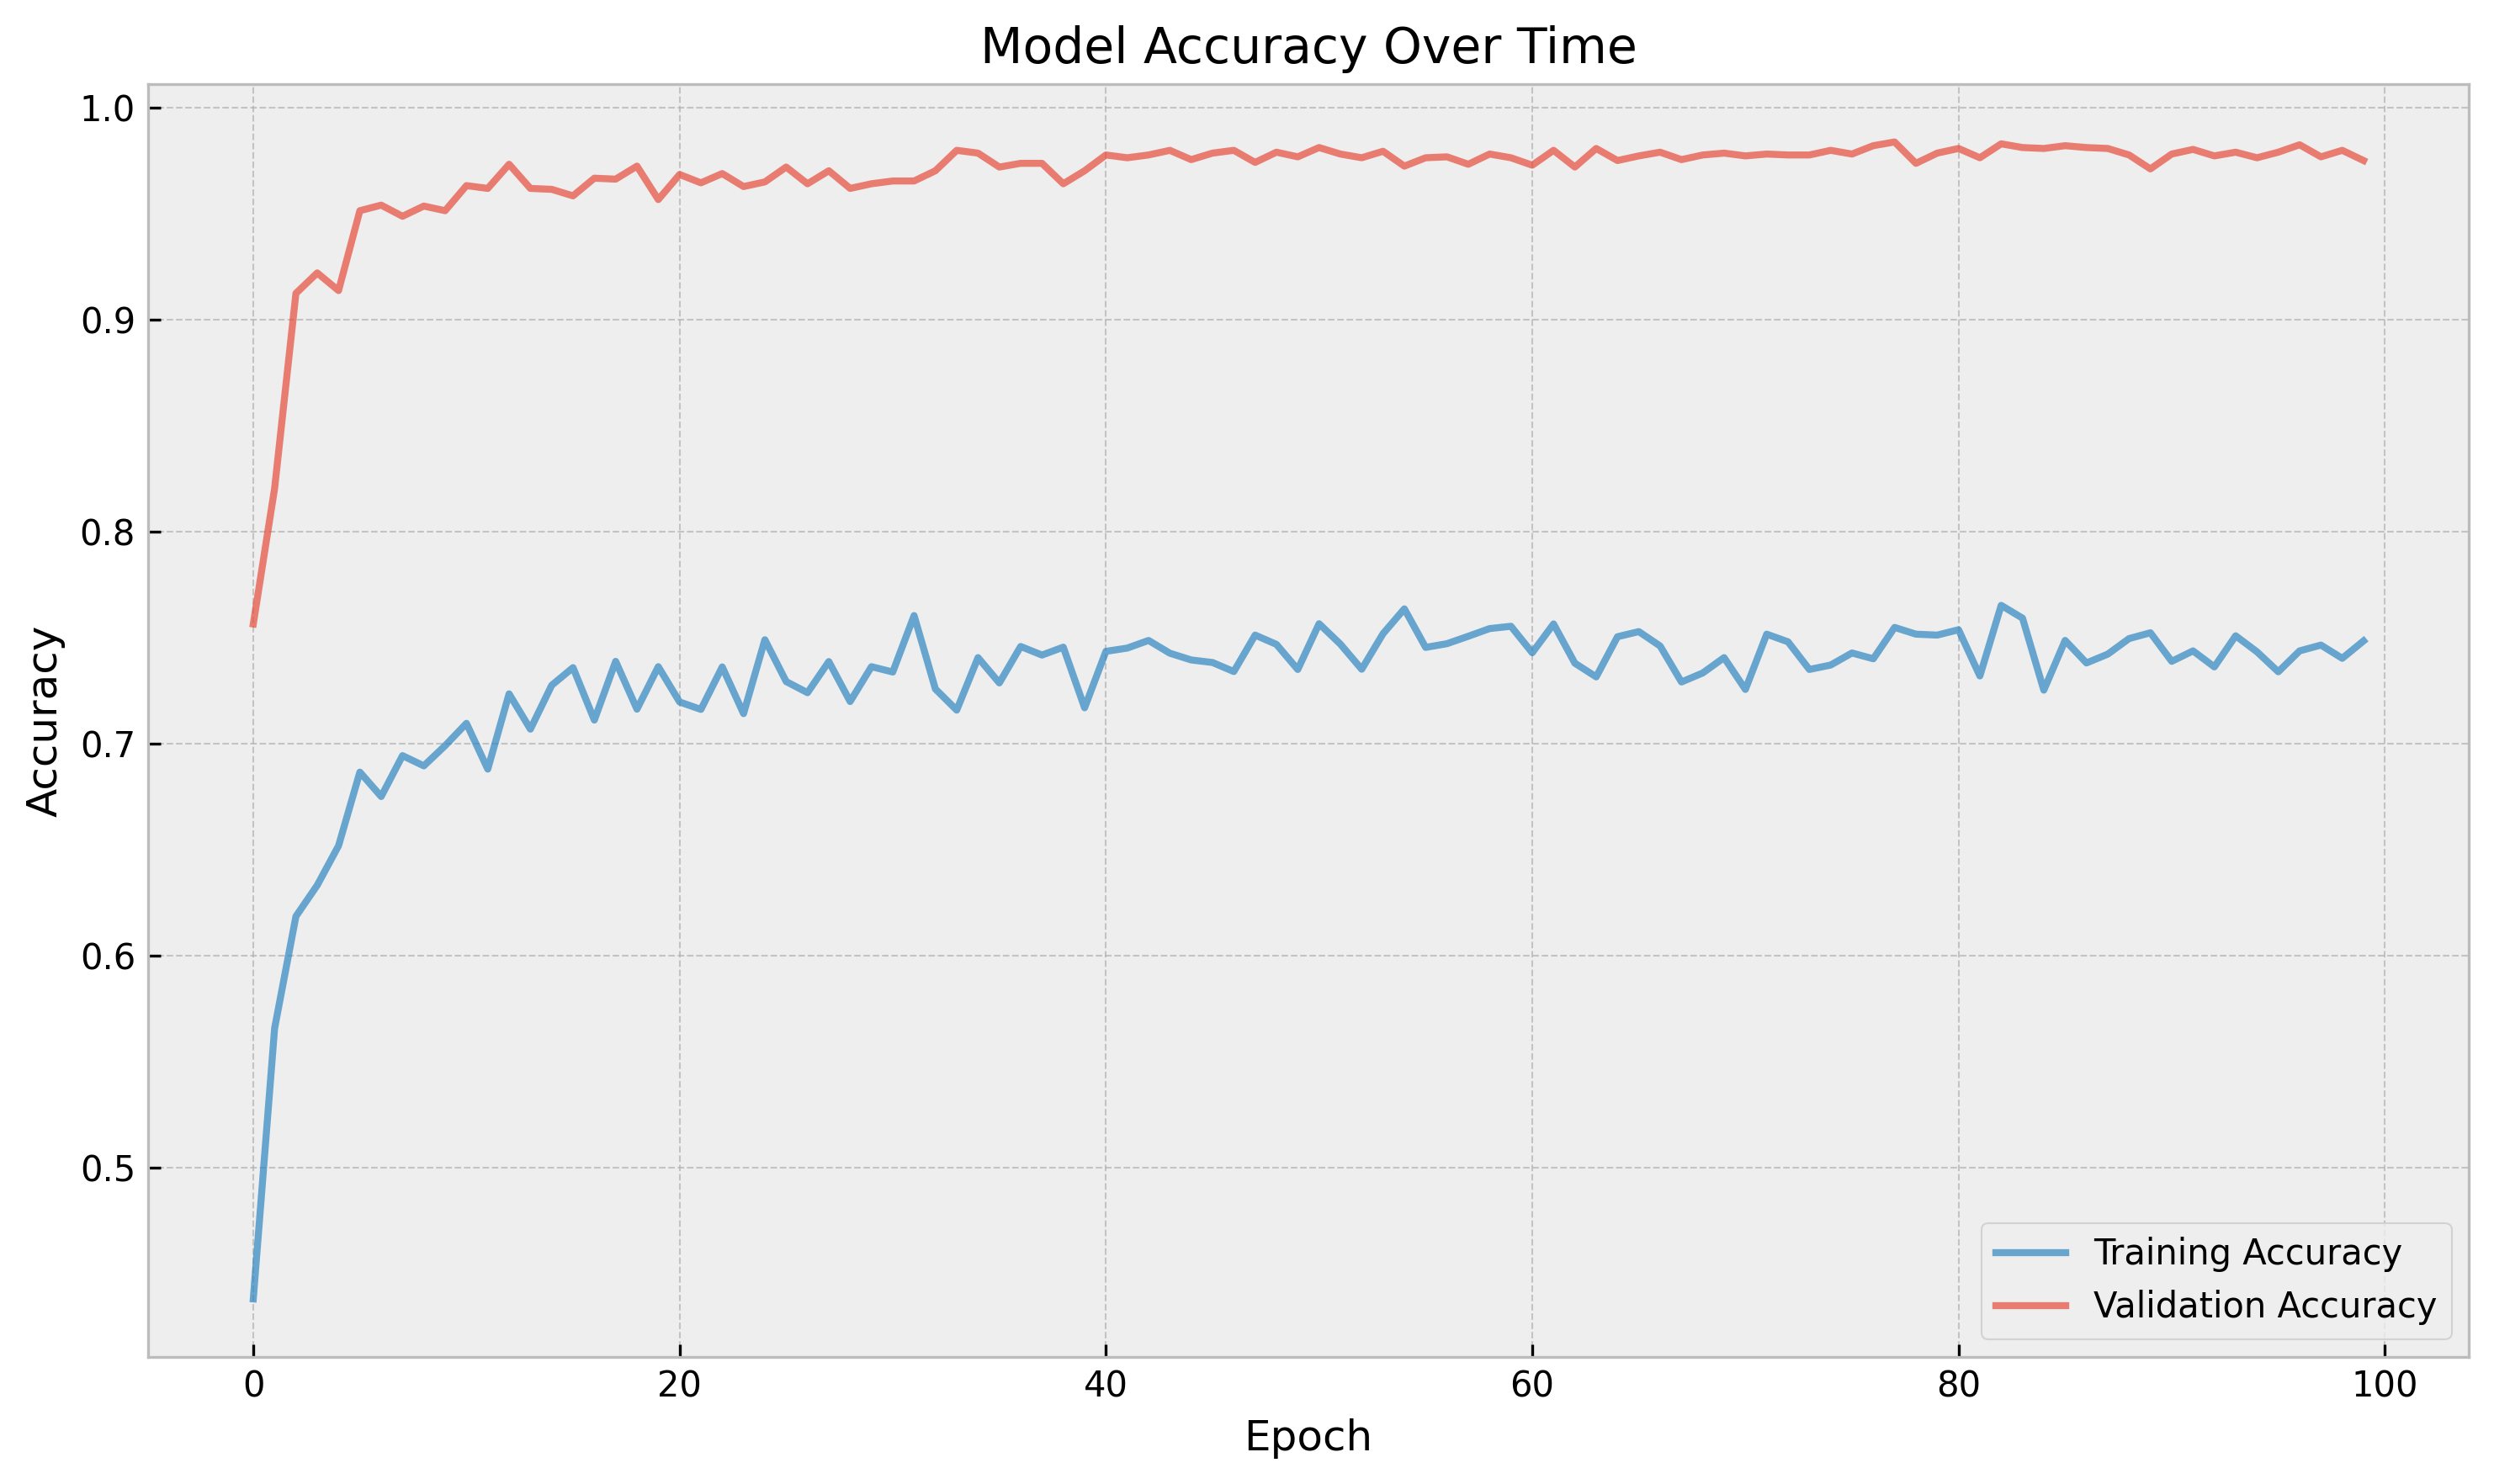 Model Accuracy Over Time
1.0
0.9
0.8
0.7
0.6
0.5
Accuracy
0 20 40 60 80 100
Epoch
Training Accuracy
Validation Accuracy